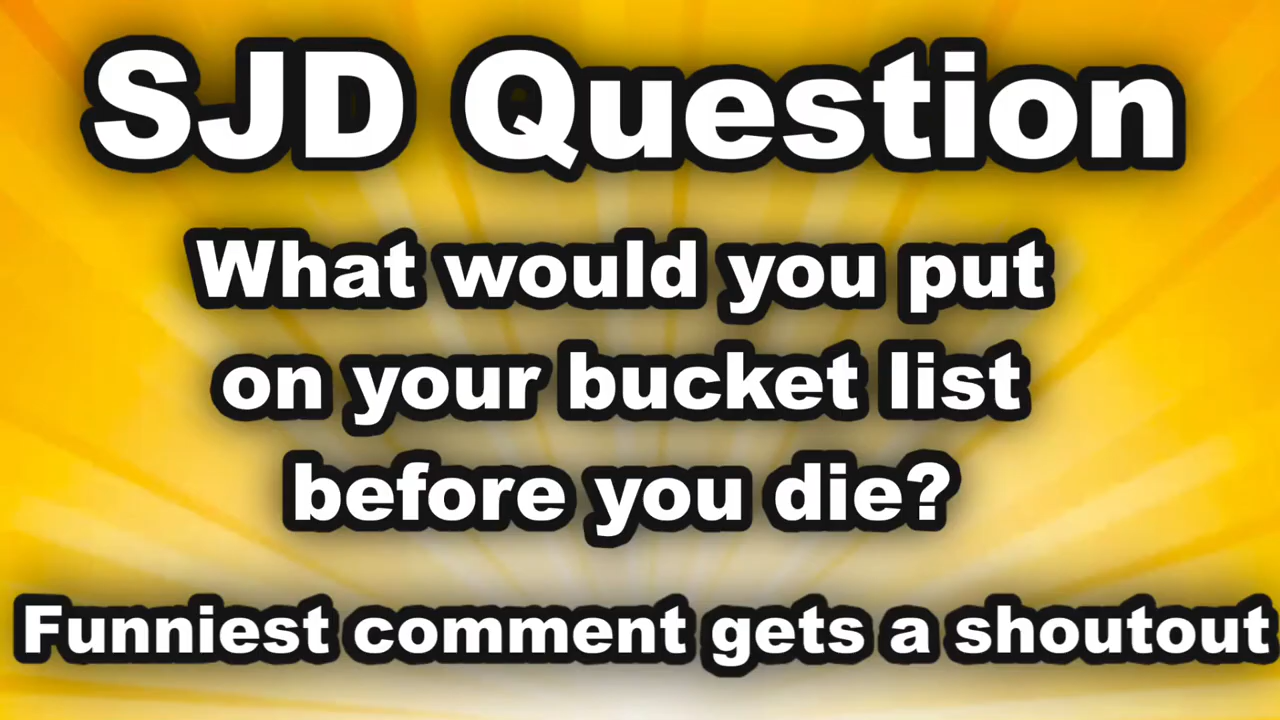 SJD Question
What would you put
on your bucket list
before you die?
Funniest comment gets a shoutout